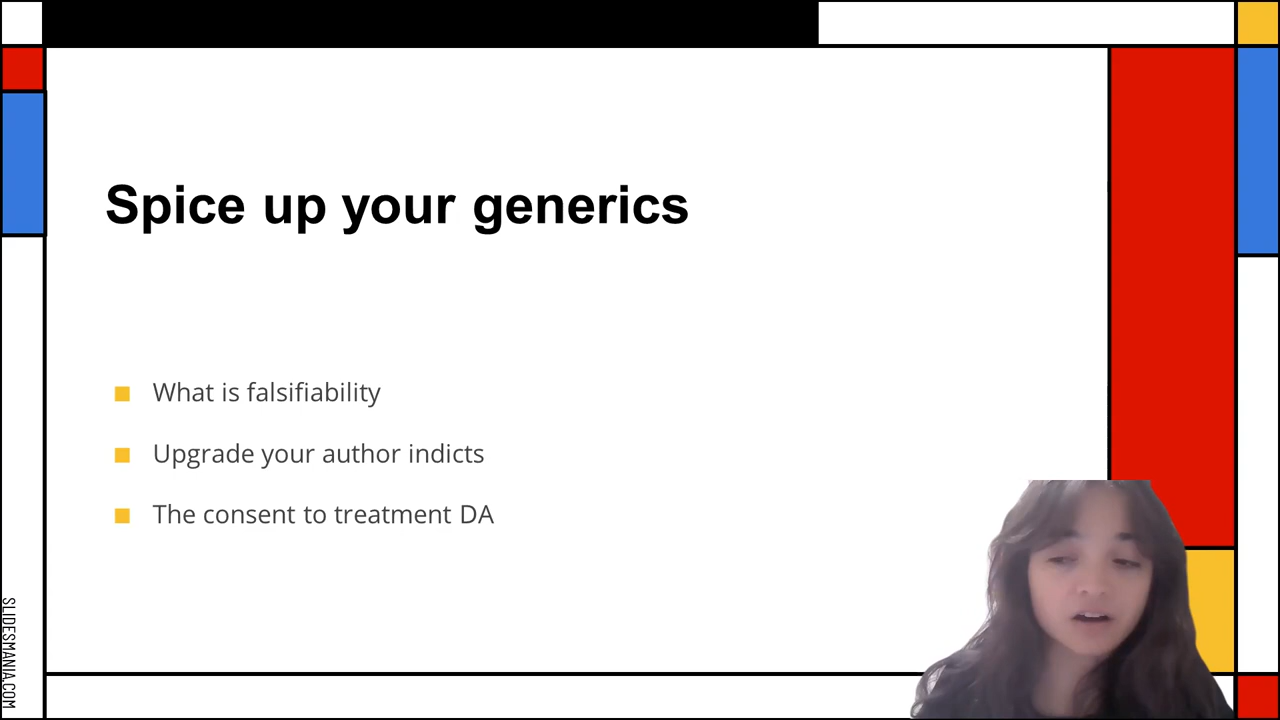 Spice up your generics
What is falsifiability
Upgrade your author indicts
The consent to treatment DA
SLIDESMANIA.COM